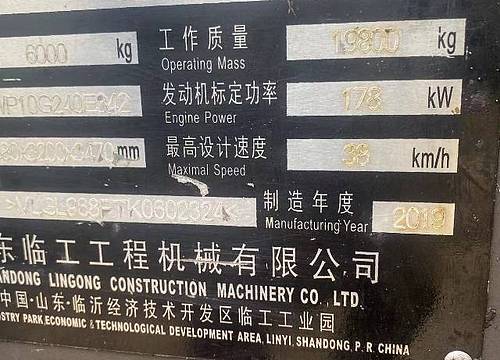 6000 kg 工作质量 19800 kg
Operating Mass
WP10G240E342 发动机标定功率 178 kW
Engine Power
mm 最高设计速度 39 km/h
Maximal Speed
制造年度 2019
Manufacturing Year
东临工工程机械有限公司
ANDONG LINGONG CONSTRUCTION MACHINERY CO., LTD.
中国·山东·临沂经济技术开发区临工工业园
STRY PARK,ECONOMIC & TECHNOLOGICAL DEVELOPMENT AREA, LINYI, SHANDONG, P. R. CHINA